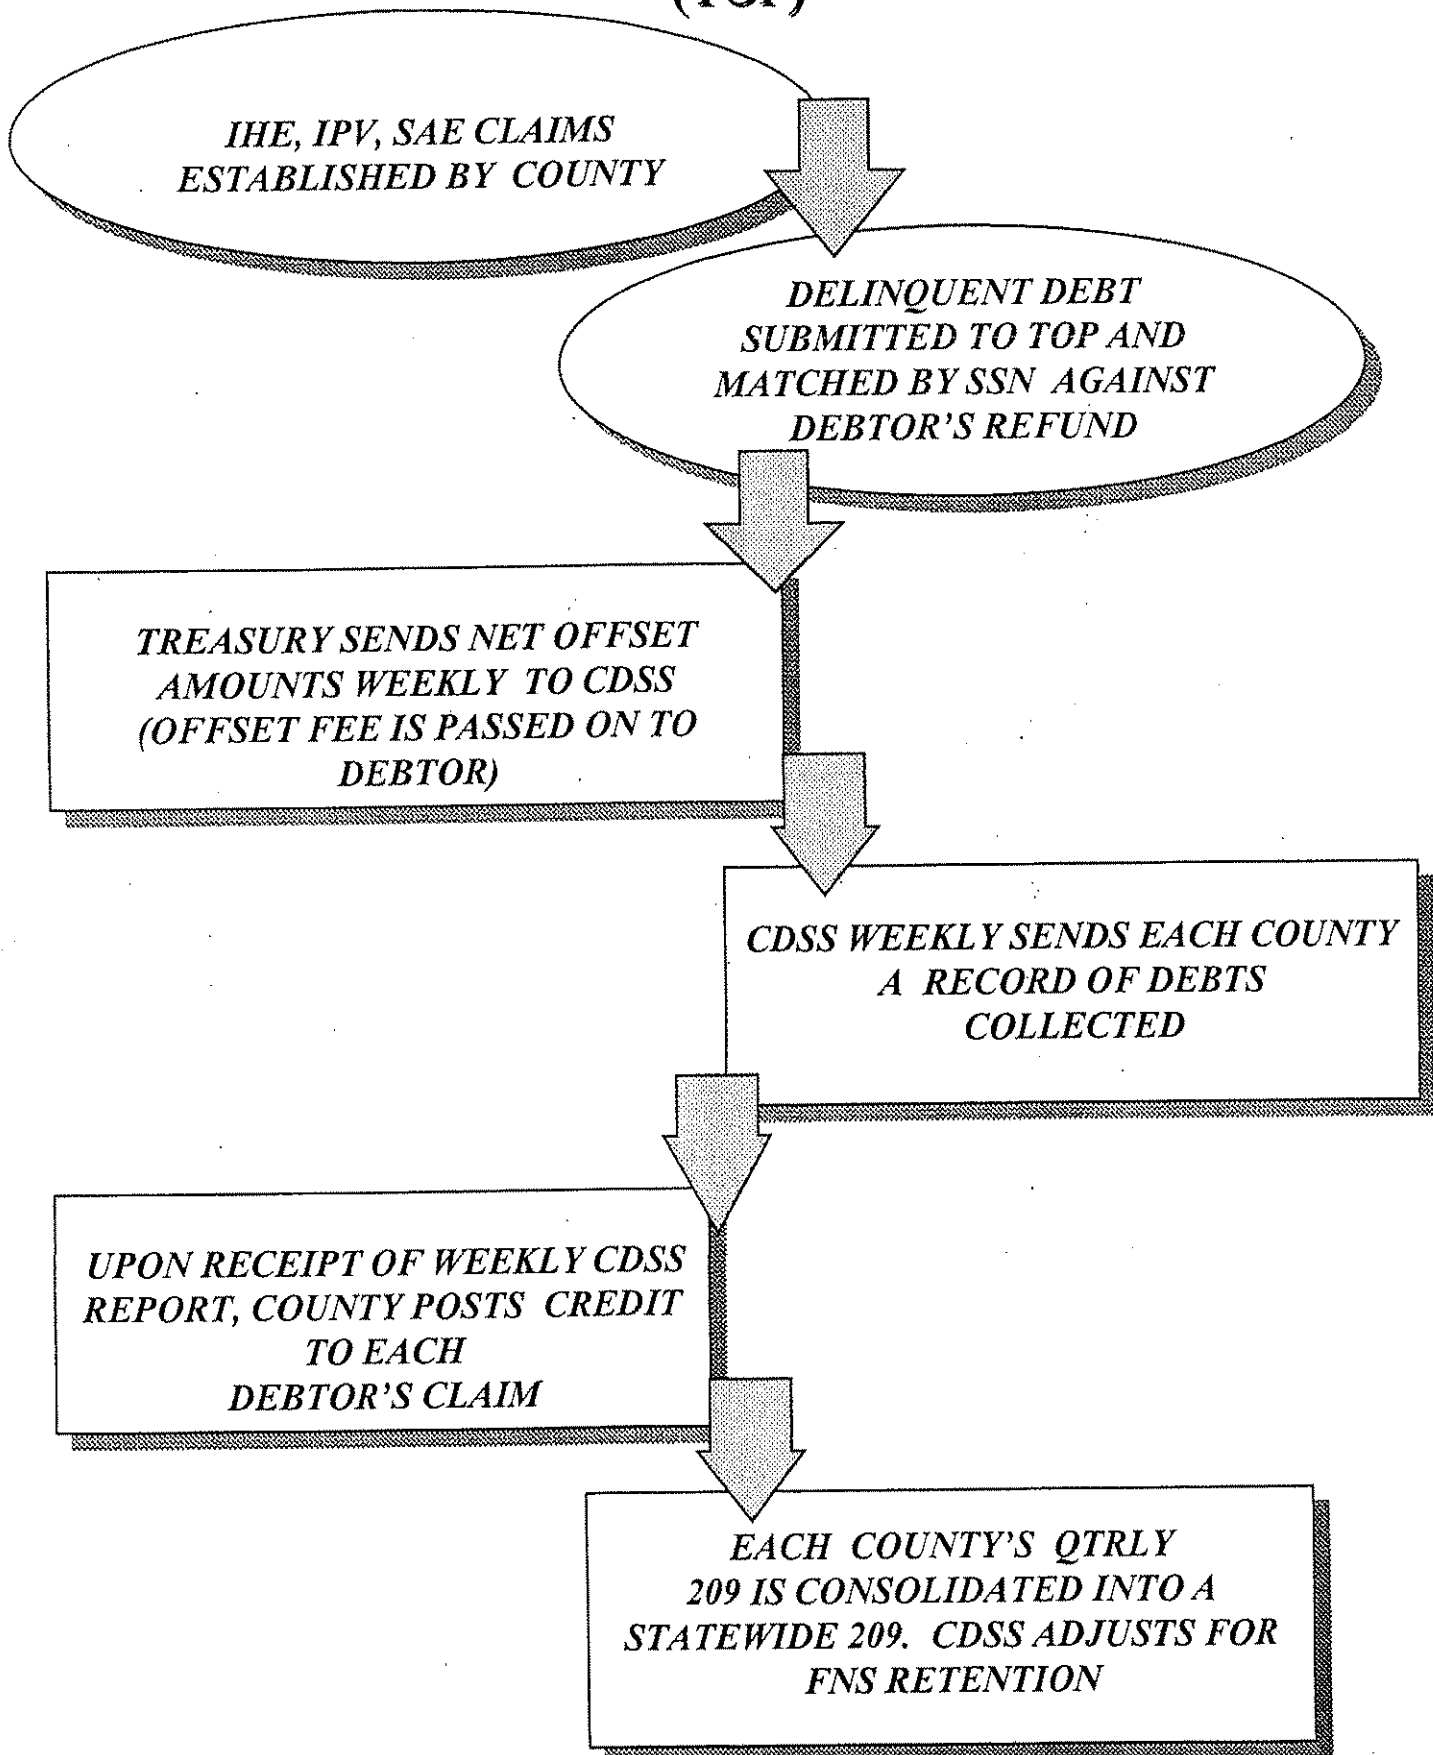 (TOP)
IHE, IPV, SAE CLAIMS
ESTABLISHED BY COUNTY
DELINQUENT DEBT
SUBMITTED TO TOP AND
MATCHED BY SSN AGAINST
DEBTOR'S REFUND
TREASURY SENDS NET OFFSET
AMOUNTS WEEKLY TO CDSS
(OFFSET FEE IS PASSED ON TO
DEBTOR)
CDSS WEEKLY SENDS EACH COUNTY
A RECORD OF DEBTS
COLLECTED
UPON RECEIPT OF WEEKLY CDSS
REPORT, COUNTY POSTS CREDIT
TO EACH
DEBTOR'S CLAIM
EACH COUNTY'S QTRLY
209 IS CONSOLIDATED INTO A
STATEWIDE 209. CDSS ADJUSTS FOR
FNS RETENTION